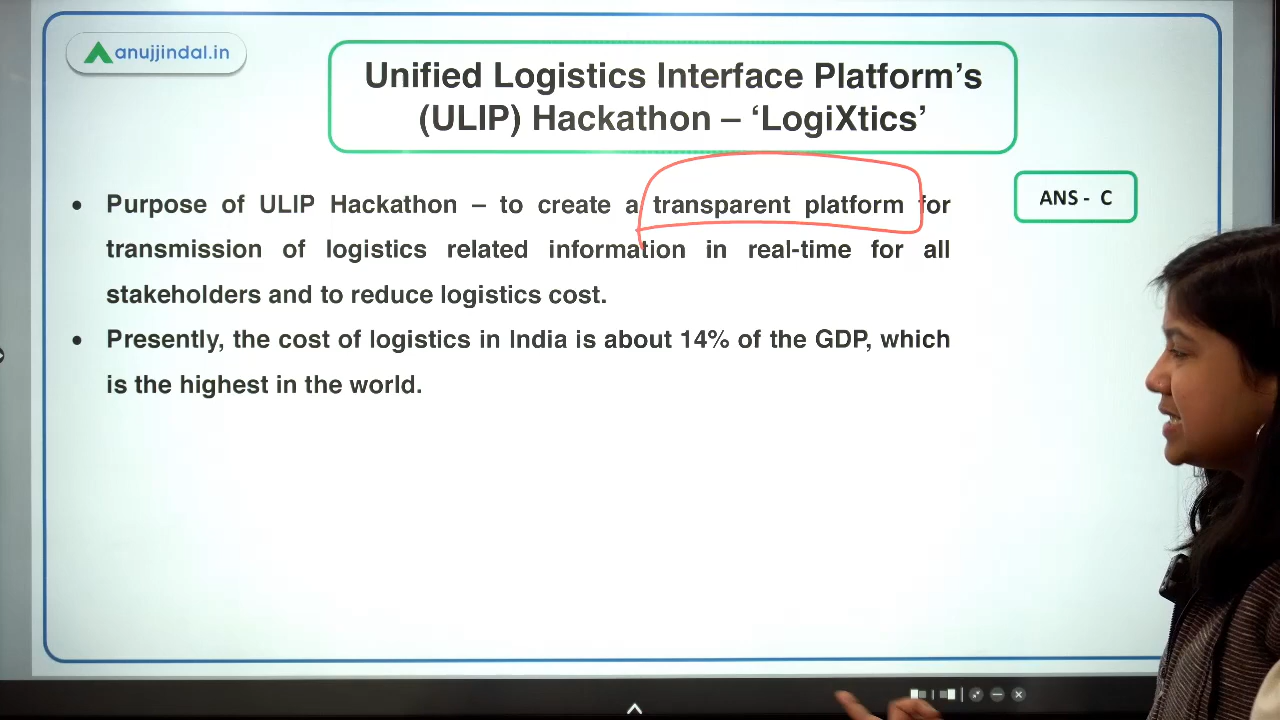 anujjindal.in
Unified Logistics Interface Platform’s
(ULIP) Hackathon – ‘LogiXtics’
• Purpose of ULIP Hackathon – to create a transparent platform for
transmission of logistics related information in real-time for all
stakeholders and to reduce logistics cost.
• Presently, the cost of logistics in India is about 14% of the GDP, which
is the highest in the world.
ANS - C